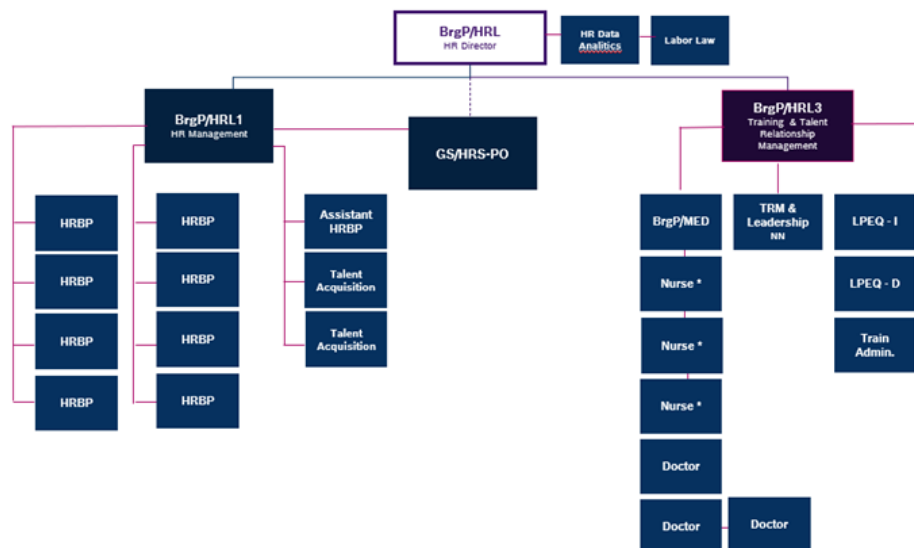 BrgP/HRL
HR Director
HR Data
Analitics
Labor Law
BrgP/HRL1
HR Management
GS/HRS-PO
BrgP/HRL3
Training & Talent
Relationship
Management
HRBP
HRBP
Assistant
HRBP
BrgP/MED
TRM &
Leadership
NN
LPEQ - I
HRBP
HRBP
Talent
Acquisition
Nurse *
LPEQ - D
HRBP
HRBP
Talent
Acquisition
Nurse *
Train
Admin.
HRBP
HRBP
Nurse *
Doctor
Doctor
Doctor